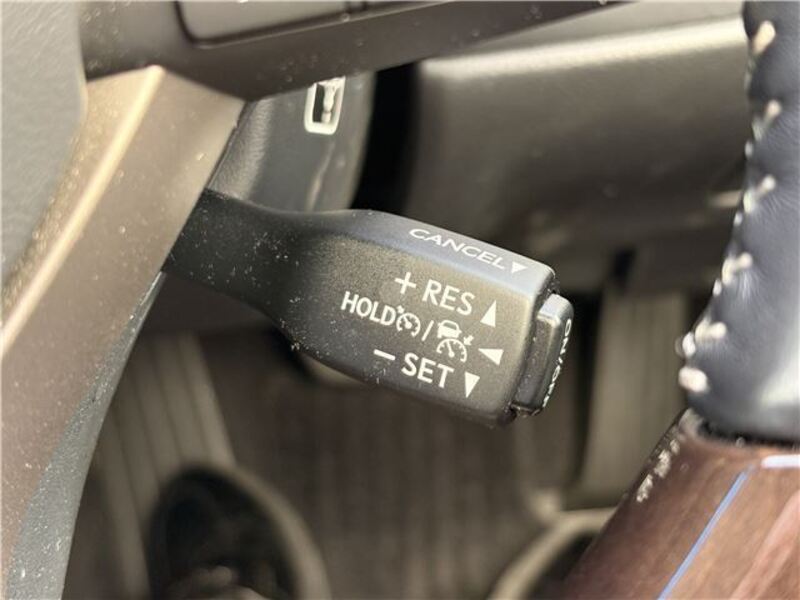 CANCEL▼
+ RES ▲
HOLD / ◀
− SET ▼